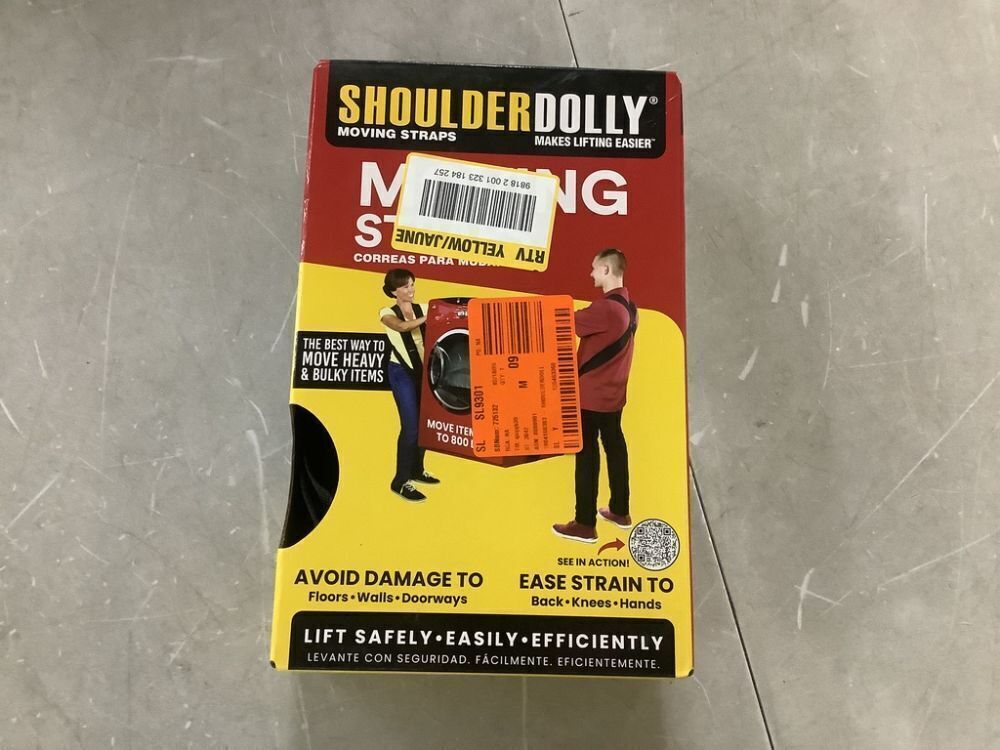 SHOULDERDOLLY®
MOVING STRAPS
MAKES LIFTING EASIER™
9818 2 001 323 184 257
RTV YELLOW/JAUNE
CORREAS PARA
THE BEST WAY TO
MOVE HEAVY
& BULKY ITEMS
SL SL9301
09
M
MOVE
TO 800
SEE IN ACTION!
AVOID DAMAGE TO
Floors•Walls•Doorways
EASE STRAIN TO
Back•Knees•Hands
LIFT SAFELY•EASILY•EFFICIENTLY
LEVANTE CON SEGURIDAD. FÁCILMENTE. EFICIENTEMENTE.